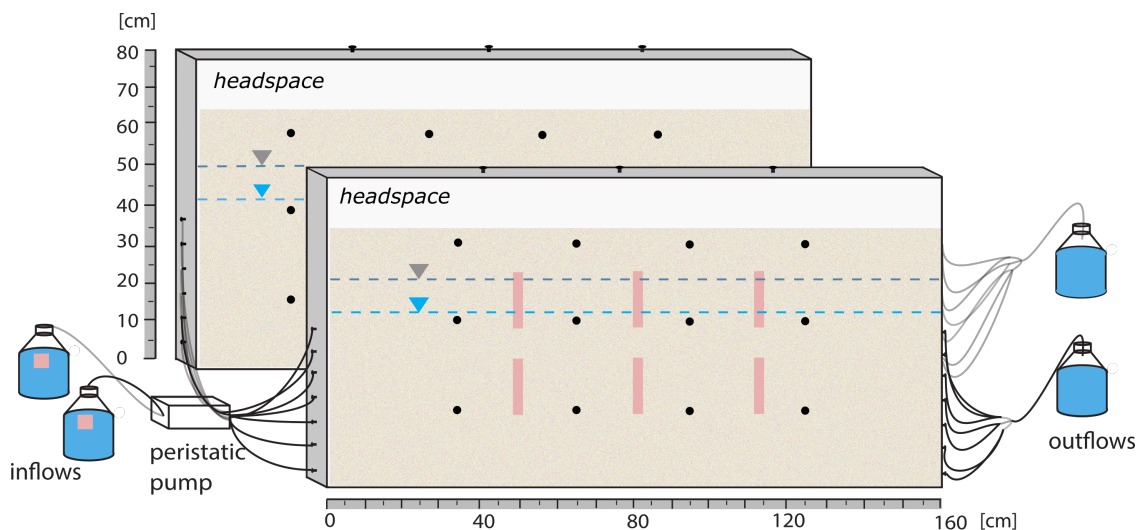 [cm]
80
70
60
50
40
30
20
10
0
headspace
headspace
inflows
peristatic
pump
outflows
0
40
80
120
160
[cm]